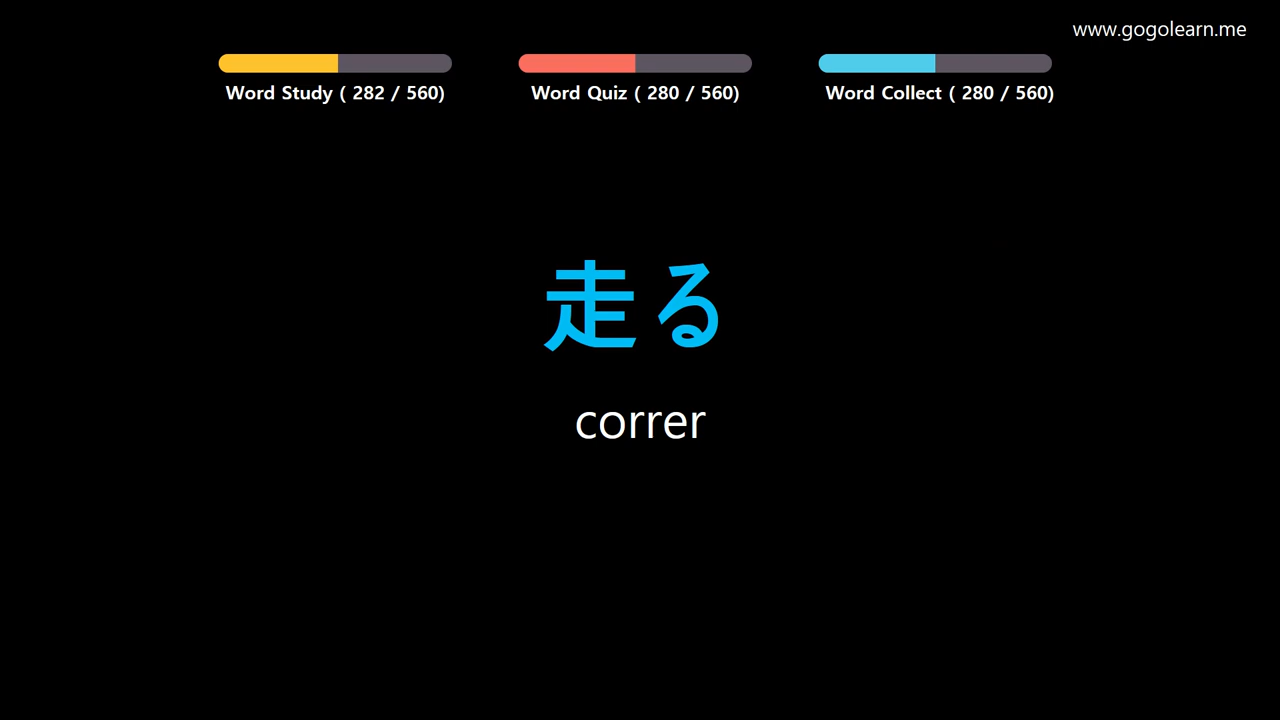 www.gogolearn.me
Word Study ( 282 / 560)
Word Quiz ( 280 / 560)
Word Collect ( 280 / 560)
走る
correr